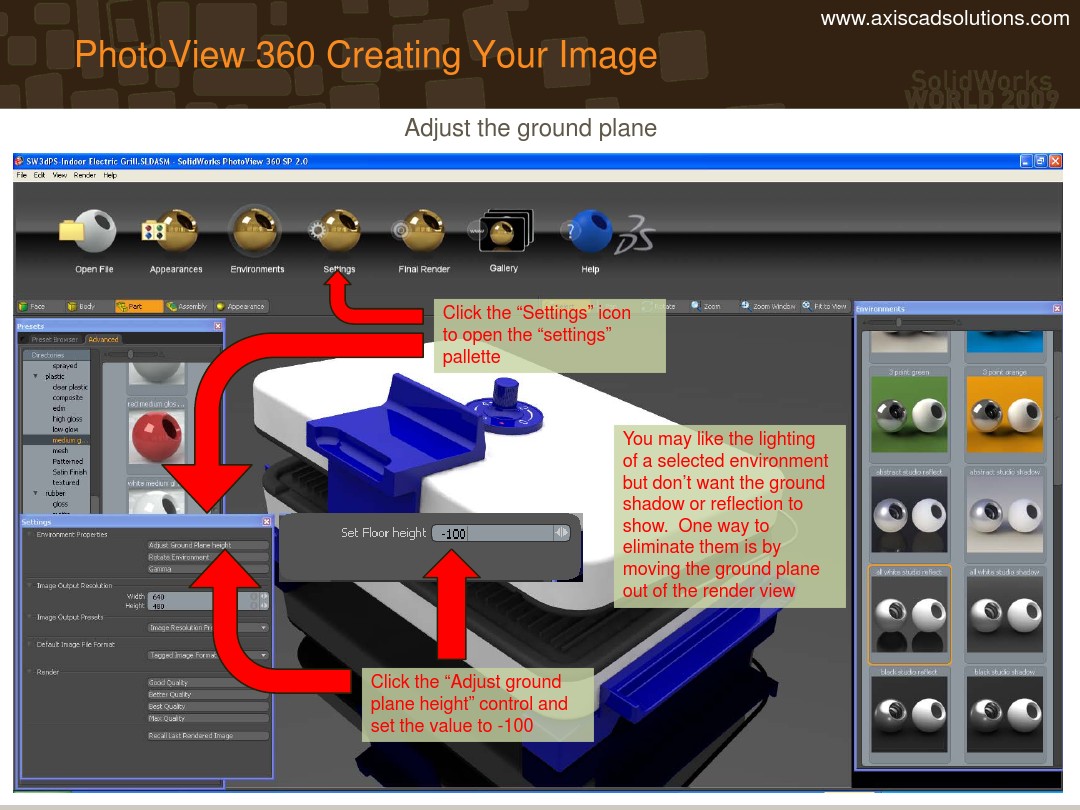 www.axiscadsolutions.com
PhotoView 360 Creating Your Image
SolidWorks
WORLD 2009
Adjust the ground plane
SW3dPS-Indoor Electric Grill.SLDASM - SolidWorks PhotoView 360 SP 2.0
File Edit View Render Help
Open File
Appearances
Environments
Settings
Final Render
Gallery
Help
Face
Body
Part
Assembly
Appearance
Zoom
Zoom Window
Fit to View
Click the “Settings” icon
to open the “settings”
pallette
Presets
Preset Browser
Advanced
Directories
sprayed
plastic
clear plastic
composite
edm
high gloss
low glow
medium g...
mesh
Patterned
Satin Finish
textured
rubber
gloss
red medium glos...
white medium gl
Environments
3 point green
3 point orange
abstract studio reflect
abstract studio shadow
all white studio reflect
all white studio shadow
black studio reflect
black studio shadow
You may like the lighting
of a selected environment
but don’t want the ground
shadow or reflection to
show. One way to
eliminate them is by
moving the ground plane
out of the render view
Settings
Environment Properties
Adjust Ground Plane height
Rotate Environment
Gamma
Image Output Resolution
Width 640
Height 480
Image Output Presets
Image Resolution Pr
Default Image File Format
Tagged Image Format
Render
Good Quality
Better Quality
Best Quality
Max Quality
Recall Last Rendered Image
Set Floor height -100
Click the “Adjust ground
plane height” control and
set the value to -100